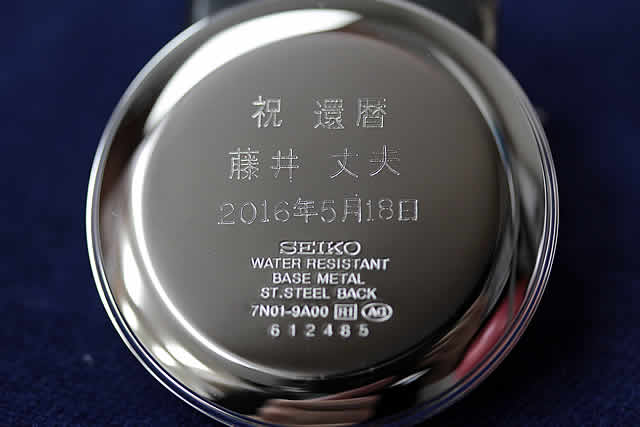 祝 還暦
藤井 丈夫
2016年5月18日
SEIKO
WATER RESISTANT
BASE METAL
ST.STEEL BACK
7N01-9A00 R1 AO
612485